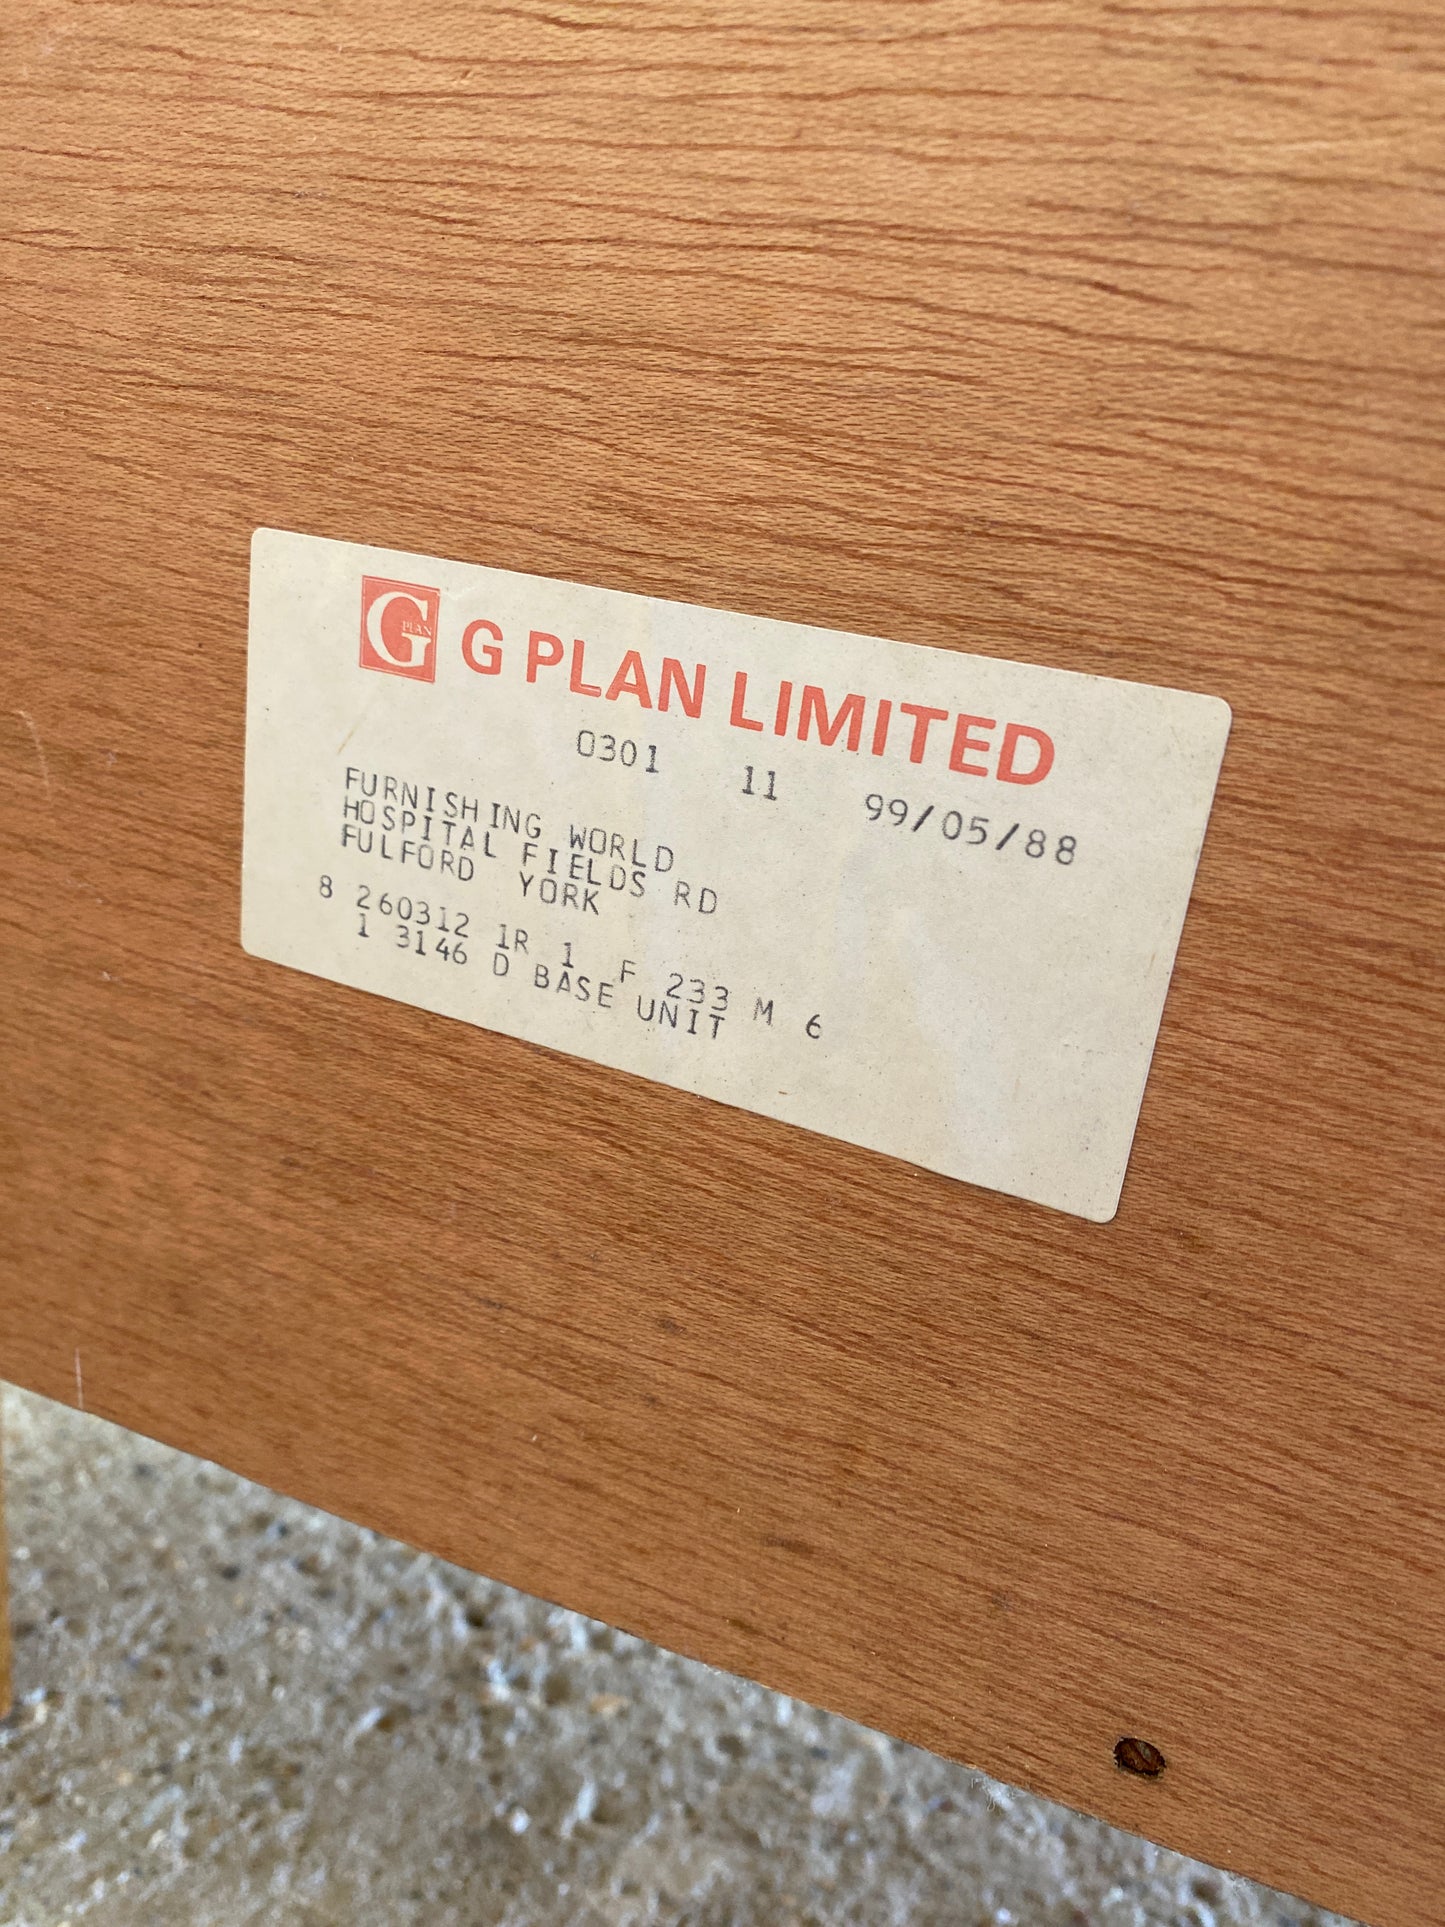 G PLAN
G PLAN LIMITED
0301 11 99/05/88
FURNISHING WORLD
HOSPITAL FIELDS RD
FULFORD YORK
8 260312 1R 1 F 233 M 6
1 3146 D BASE UNIT